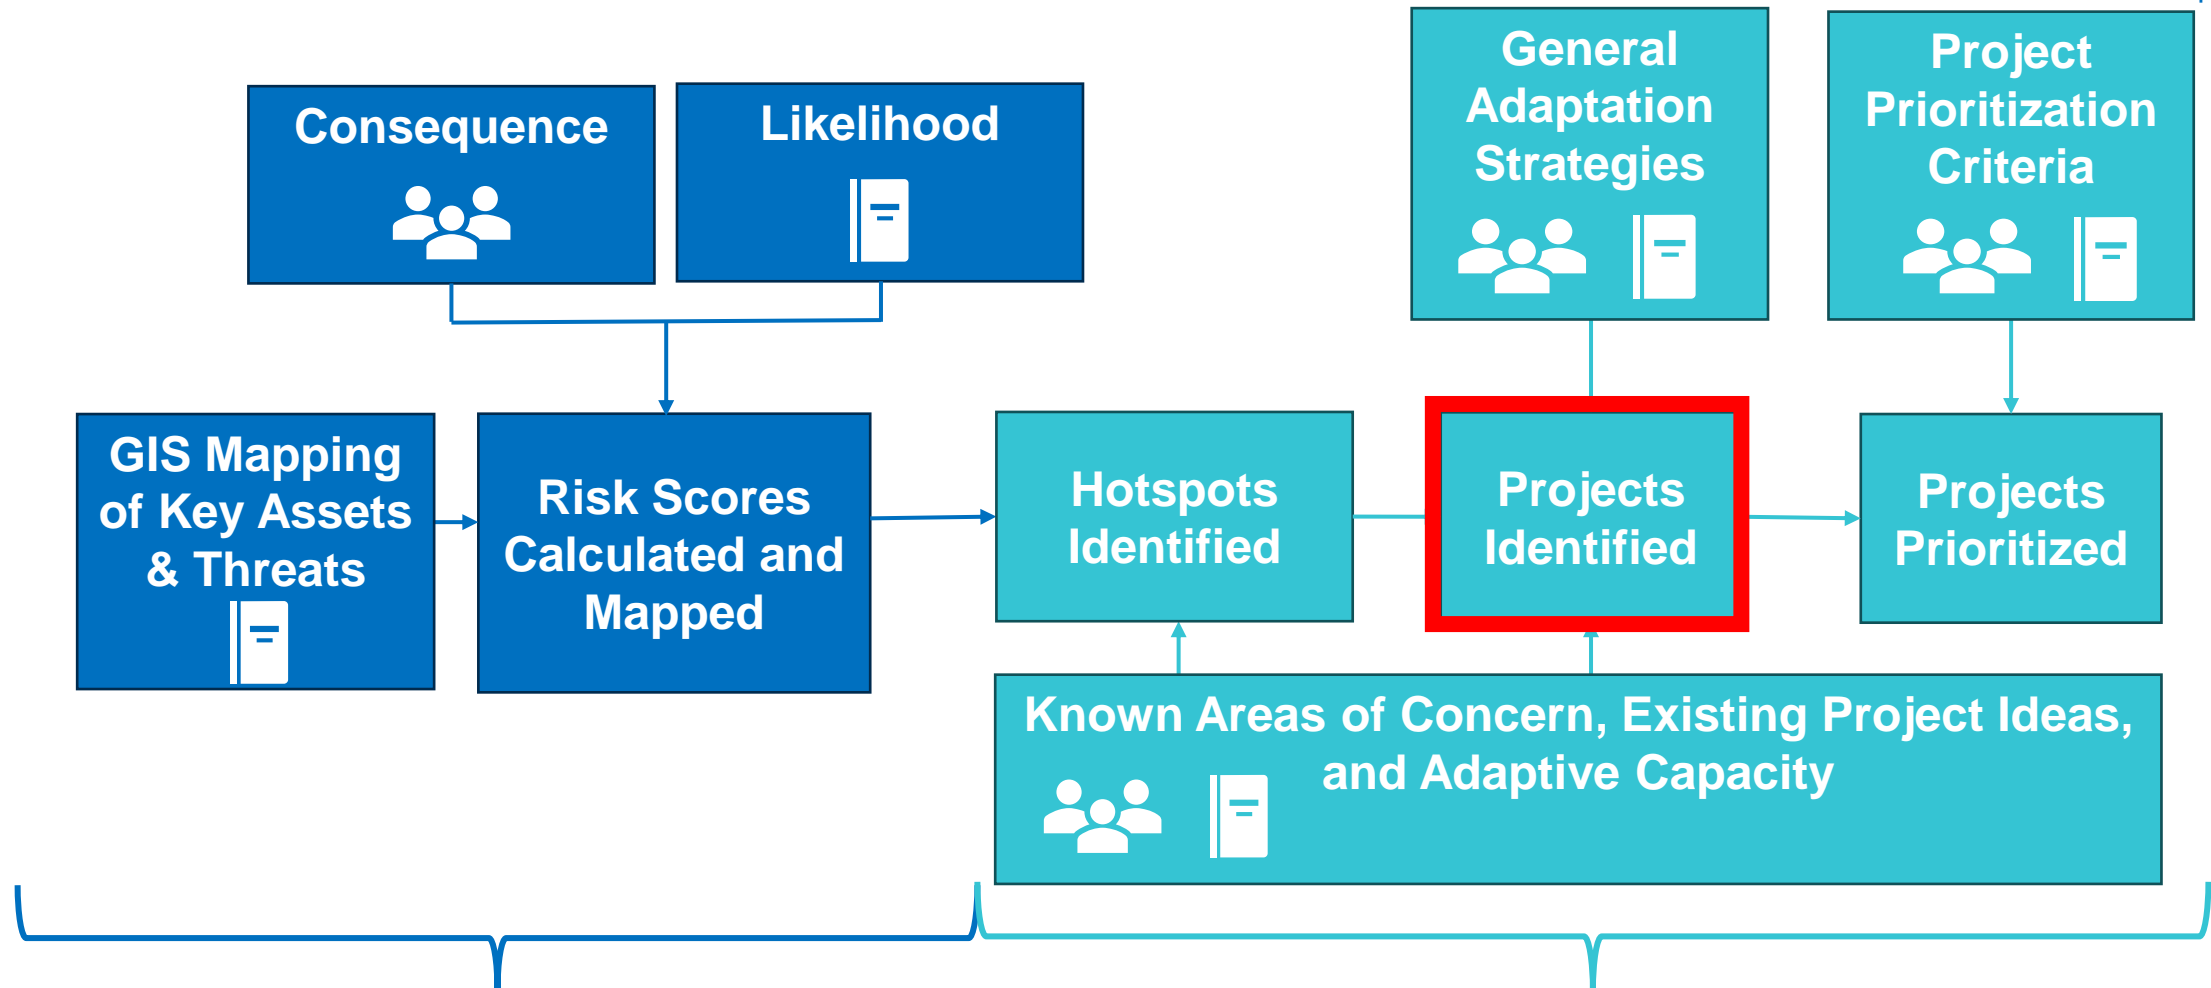 Consequence
Likelihood
General
Adaptation
Strategies
Project
Prioritization
Criteria
GIS Mapping
of Key Assets
& Threats
Risk Scores
Calculated and
Mapped
Hotspots
Identified
Projects
Identified
Projects
Prioritized
Known Areas of Concern, Existing Project Ideas,
and Adaptive Capacity